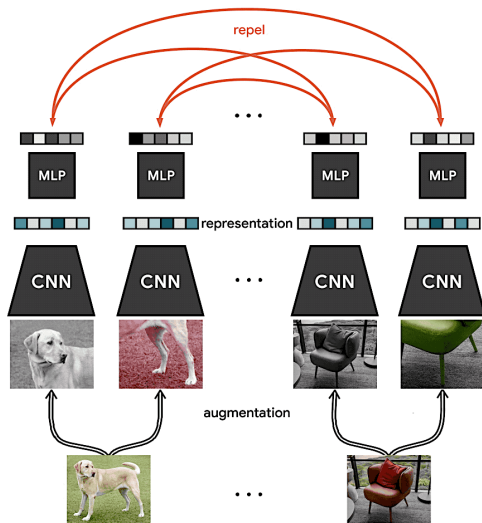 repel
MLP
MLP
MLP
MLP
representation
CNN
CNN
CNN
CNN
augmentation